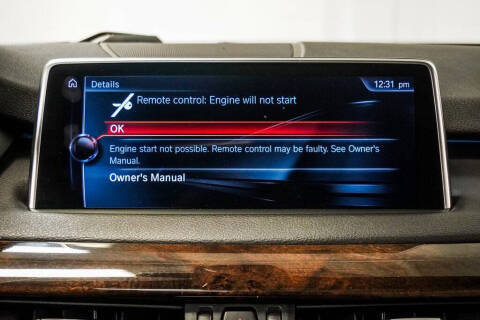 Details
12:31 pm
Remote control: Engine will not start
OK
Engine start not possible. Remote control may be faulty. See Owner's
Manual.
Owner's Manual